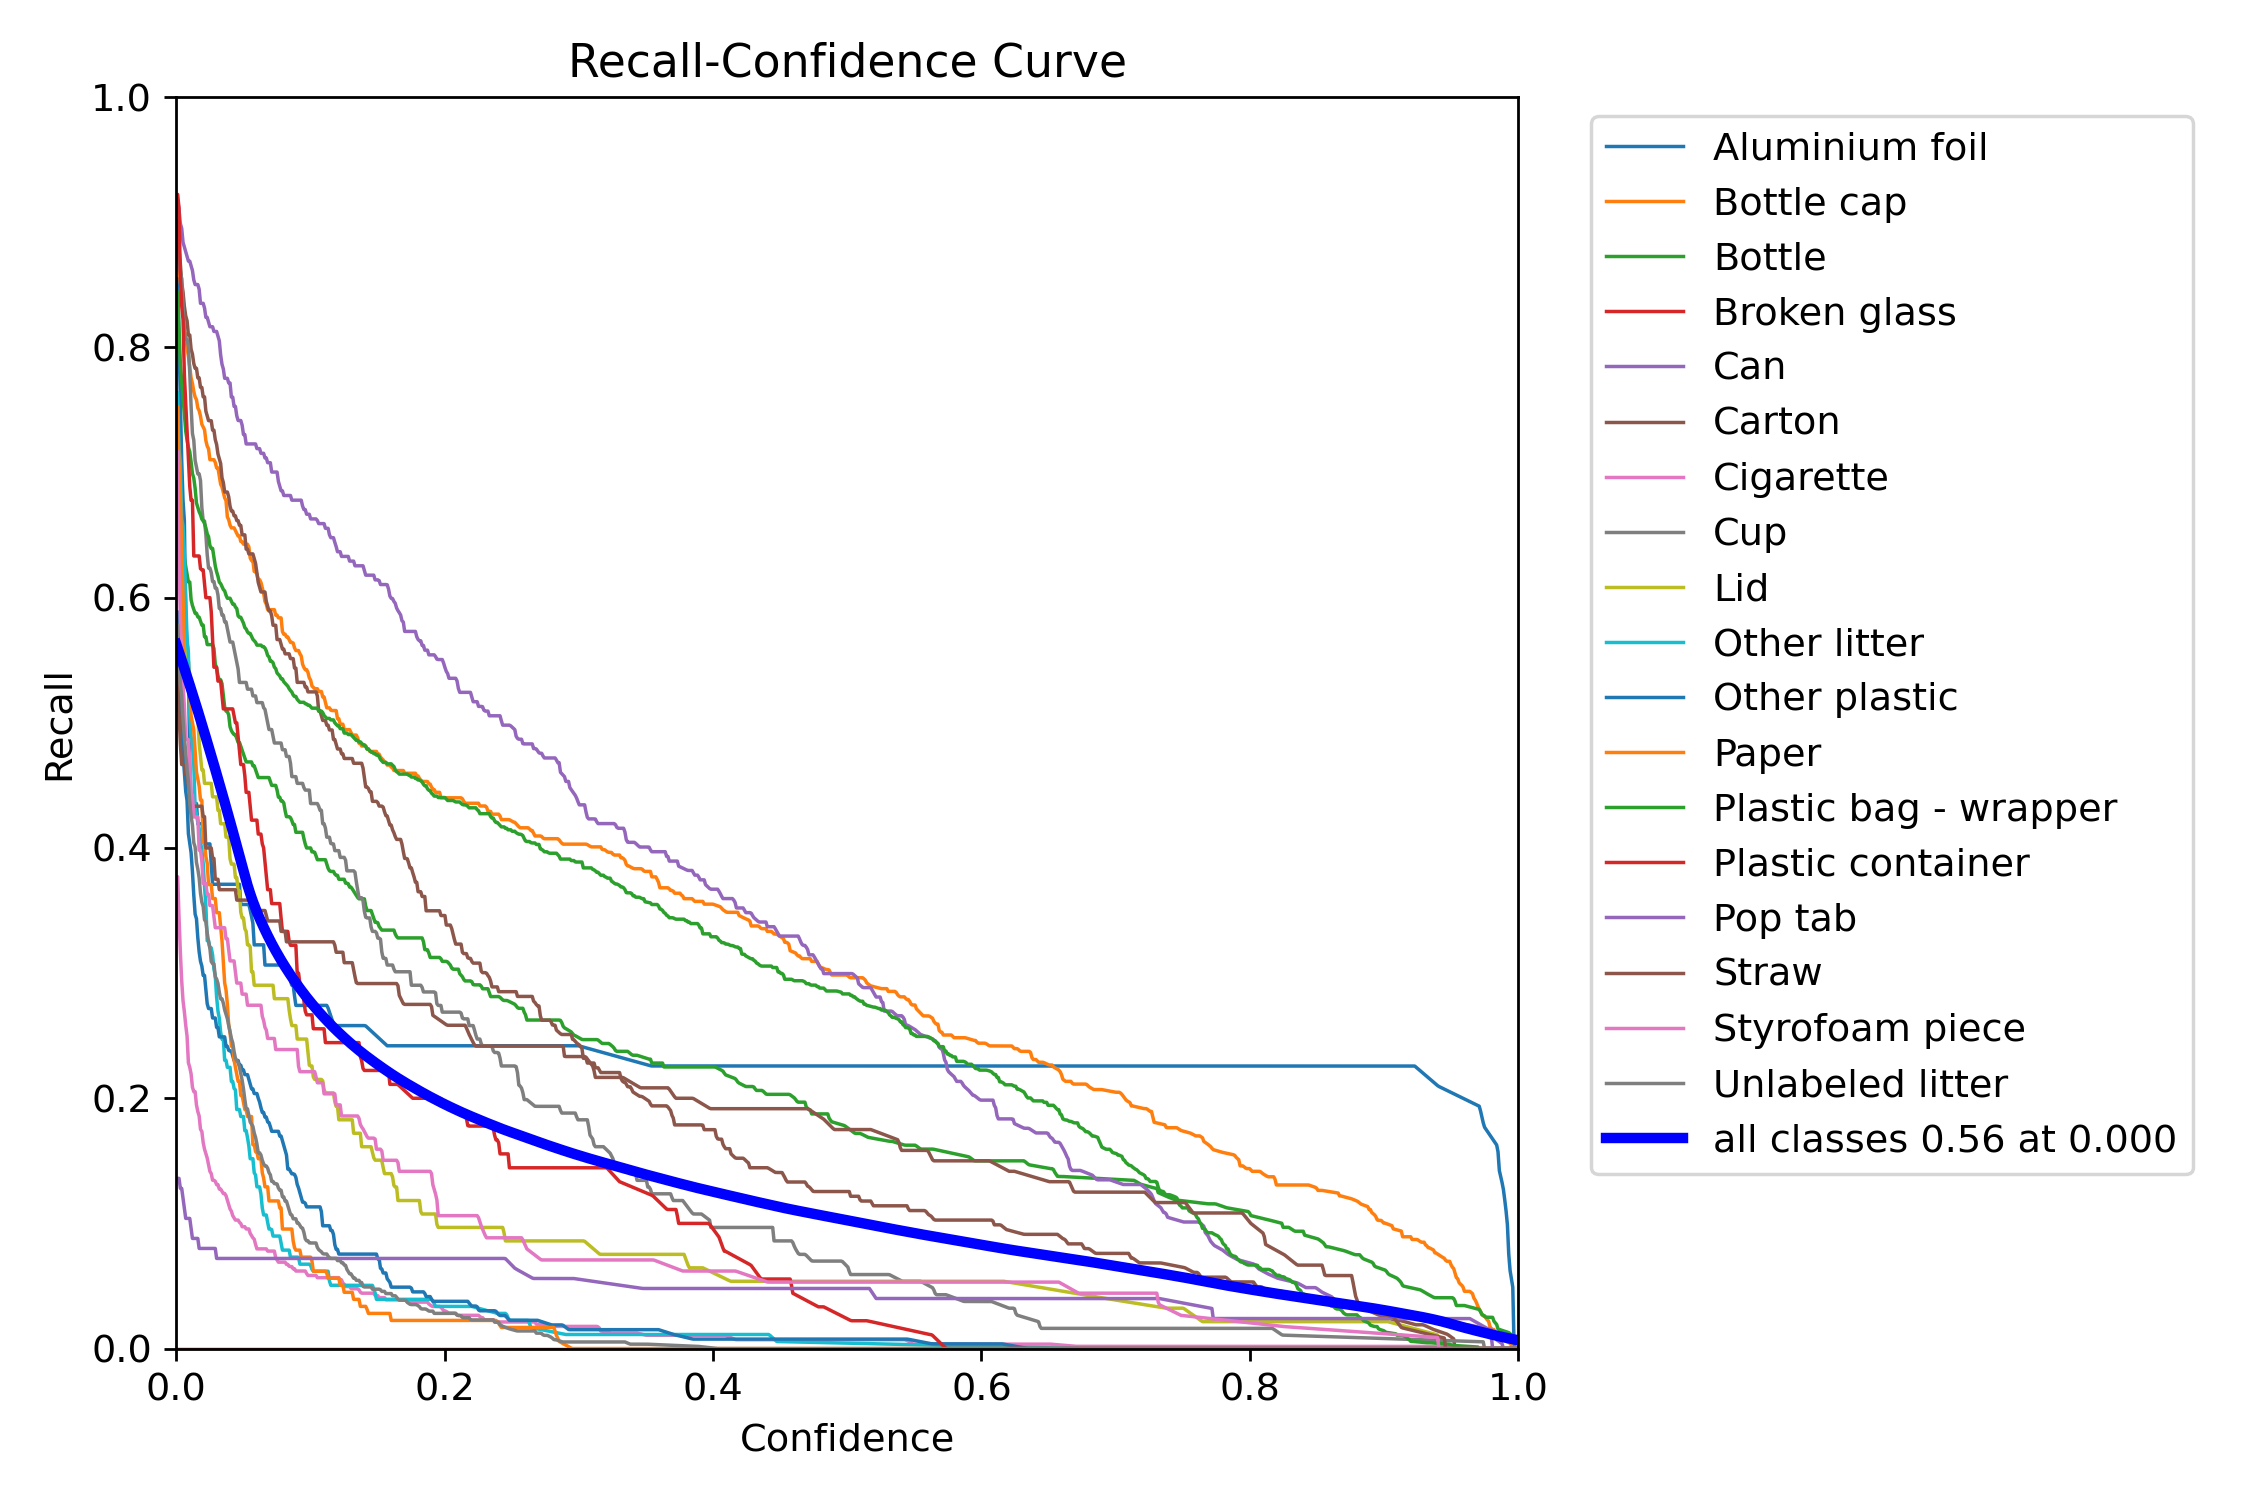 Recall-Confidence Curve
1.0
0.8
0.6
0.4
0.2
0.0
Recall
0.0 0.2 0.4 0.6 0.8 1.0
Confidence
Aluminium foil
Bottle cap
Bottle
Broken glass
Can
Carton
Cigarette
Cup
Lid
Other litter
Other plastic
Paper
Plastic bag - wrapper
Plastic container
Pop tab
Straw
Styrofoam piece
Unlabeled litter
all classes 0.56 at 0.000